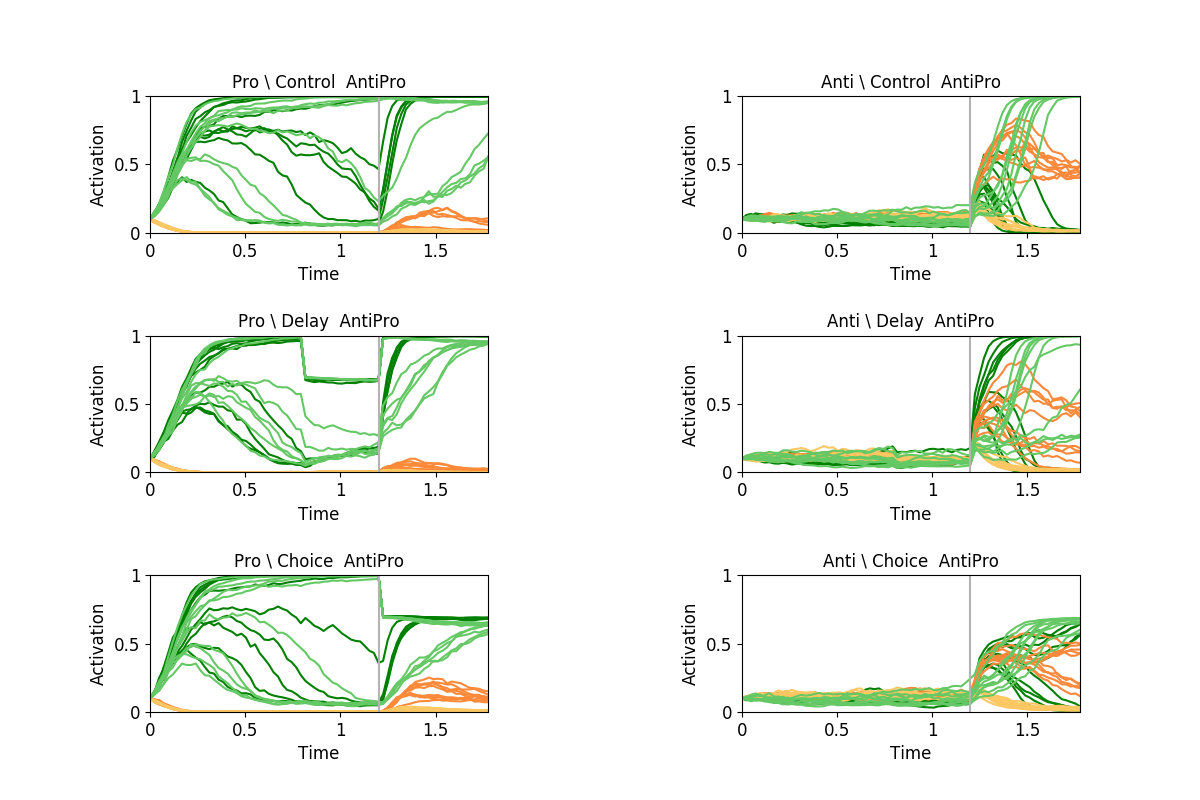 Pro \ Control  AntiPro
1
0.5
0
Activation
0 0.5 1 1.5
Time
Anti \ Control  AntiPro
1
0.5
0
Activation
0 0.5 1 1.5
Time
Pro \ Delay  AntiPro
1
0.5
0
Activation
0 0.5 1 1.5
Time
Anti \ Delay  AntiPro
1
0.5
0
Activation
0 0.5 1 1.5
Time
Pro \ Choice  AntiPro
1
0.5
0
Activation
0 0.5 1 1.5
Time
Anti \ Choice  AntiPro
1
0.5
0
Activation
0 0.5 1 1.5
Time